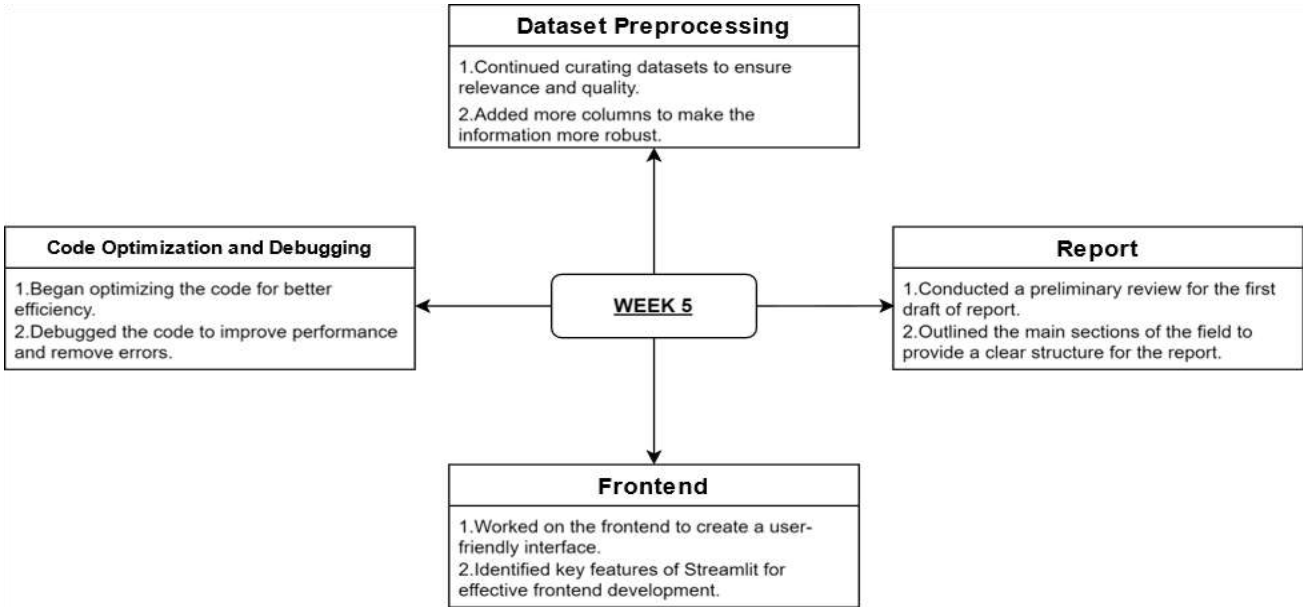 Dataset Preprocessing
1.Continued curating datasets to ensure
relevance and quality.
2.Added more columns to make the
information more robust.
Code Optimization and Debugging
1.Began optimizing the code for better
efficiency.
2.Debugged the code to improve performance
and remove errors.
WEEK 5
Report
1.Conducted a preliminary review for the first
draft of report.
2.Outlined the main sections of the field to
provide a clear structure for the report.
Frontend
1.Worked on the frontend to create a user-
friendly interface.
2.Identified key features of Streamlit for
effective frontend development.